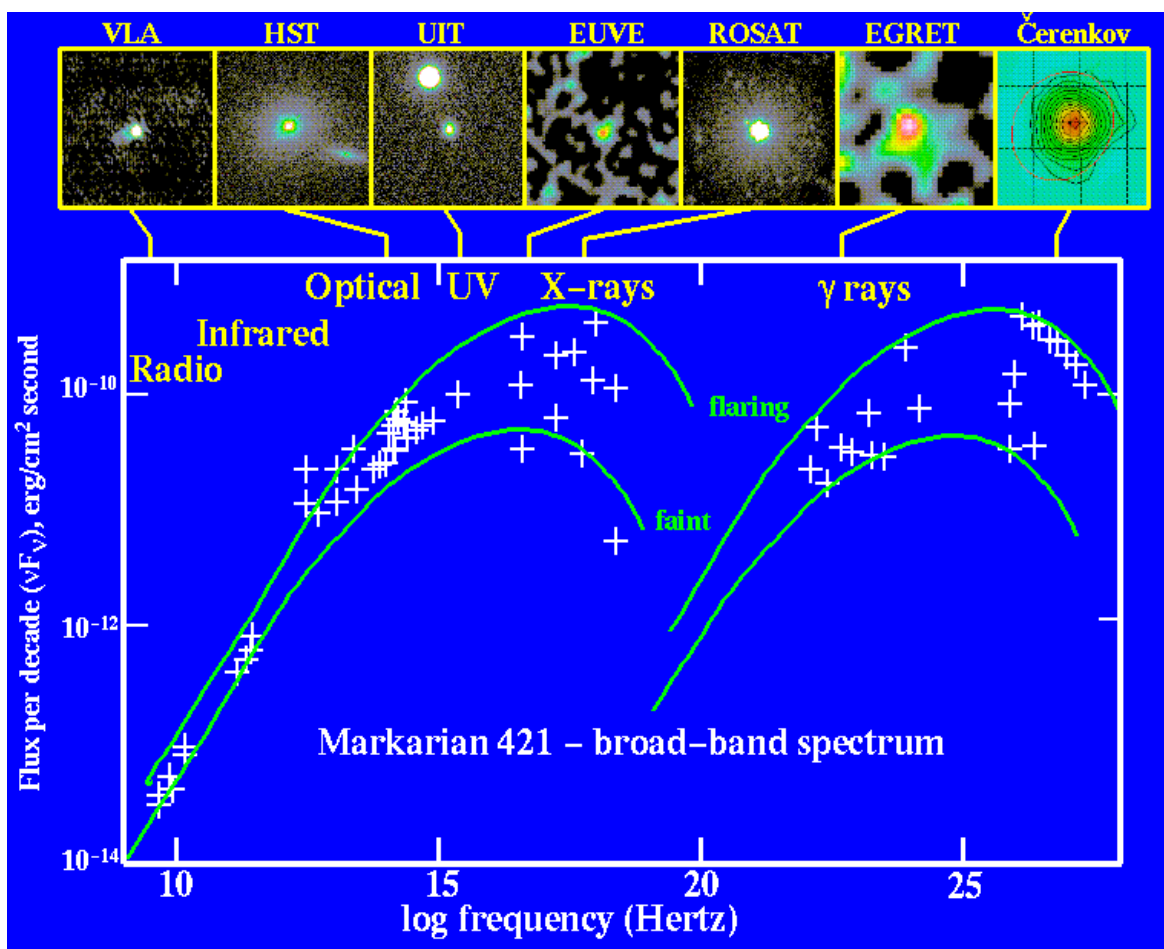 VLA HST UIT EUVE ROSAT EGRET Čerenkov
Optical UV X-rays γ rays
Infrared
Radio
flaring
faint
Markarian 421 – broad–band spectrum
Flux per decade (νFᵥ), erg/cm² second
10⁻¹⁰
10⁻¹²
10⁻¹⁴
10 15 20 25
log frequency (Hertz)